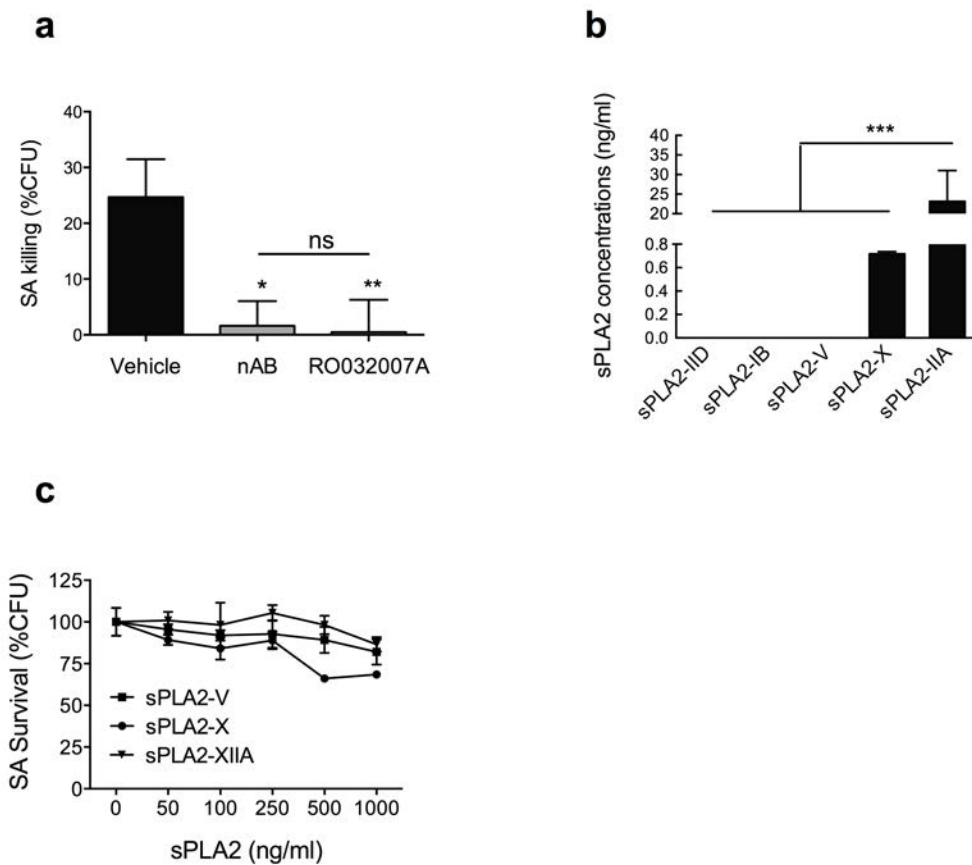 a
SA killing (%CFU)
40
30
20
10
0
ns
*
**
Vehicle
nAB
RO032007A
b
sPLA2 concentrations (ng/ml)
40
35
30
25
20
0.8
0.6
0.4
0.2
0.0
***
sPLA2-IID
sPLA2-IB
sPLA2-V
sPLA2-X
sPLA2-IIA
c
SA Survival (%CFU)
125
100
75
50
25
0
sPLA2-V
sPLA2-X
sPLA2-XIIA
0 50 100 250 500 1000
sPLA2 (ng/ml)